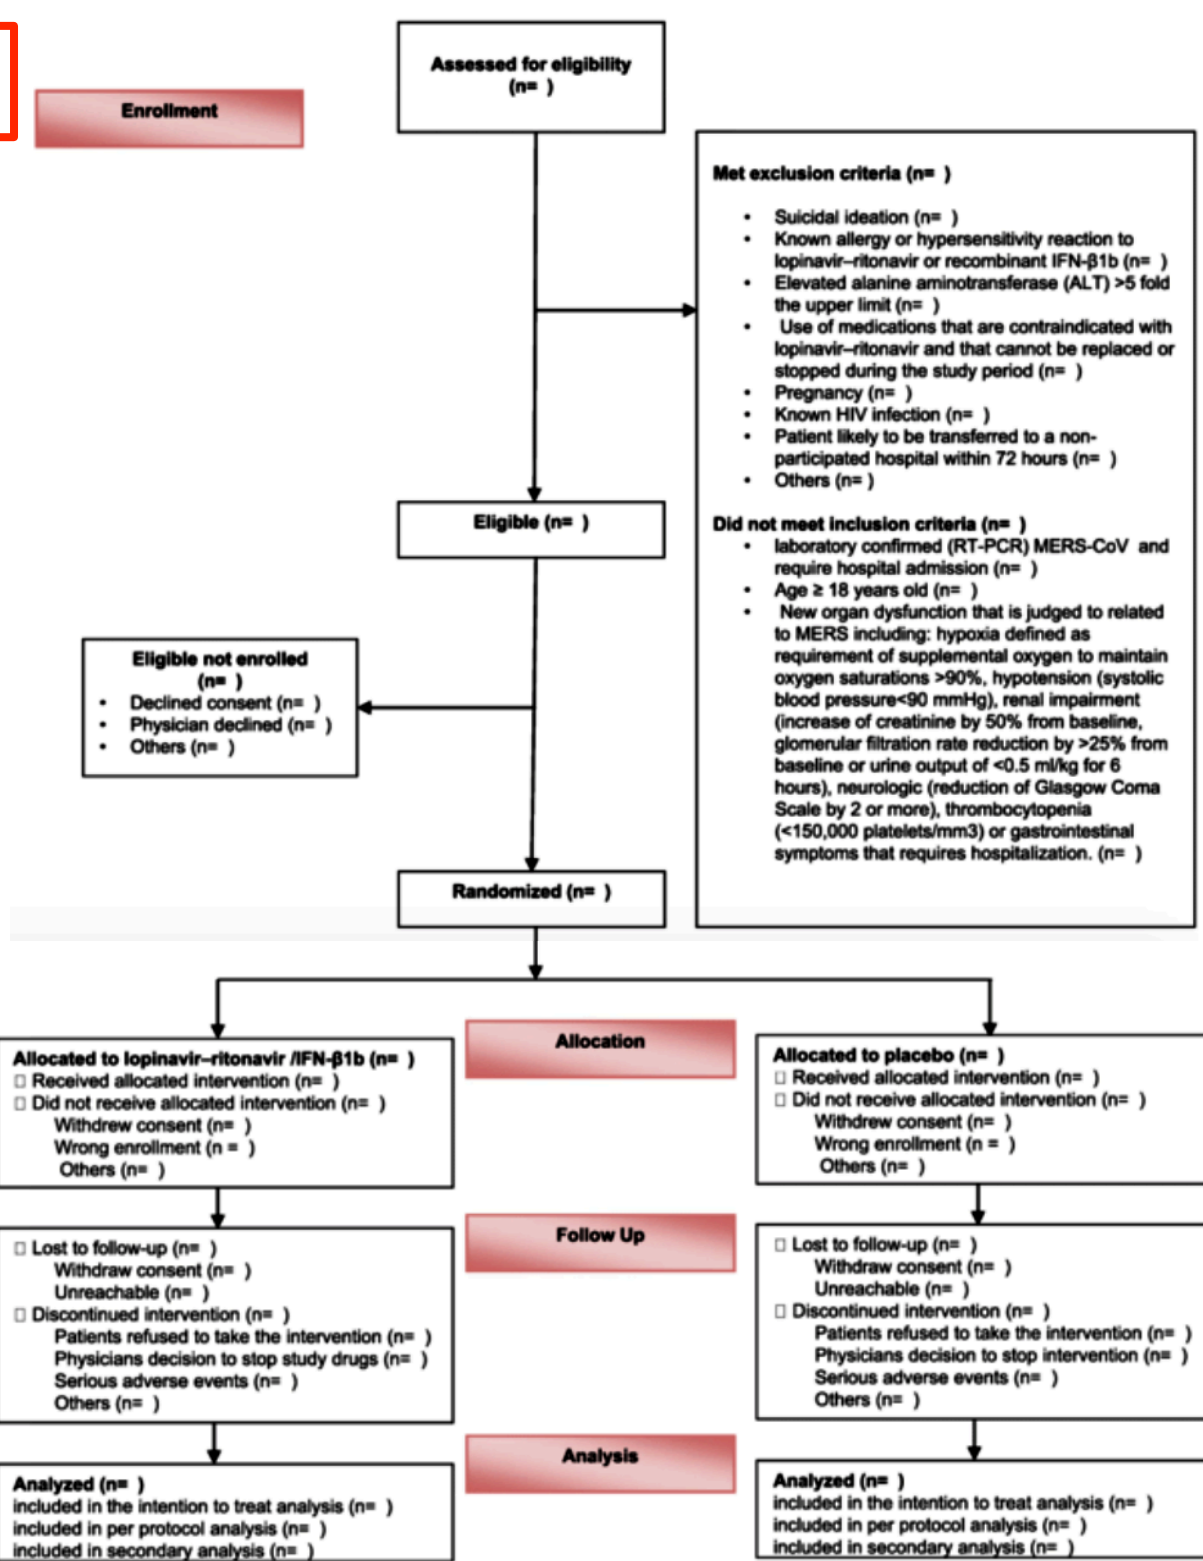 Assessed for eligibility
(n=  )
Enrollment
Met exclusion criteria (n=  )
• Suicidal ideation (n=  )
• Known allergy or hypersensitivity reaction to
lopinavir–ritonavir or recombinant IFN-β1b (n=  )
• Elevated alanine aminotransferase (ALT) >5 fold
the upper limit (n=  )
• Use of medications that are contraindicated with
lopinavir–ritonavir and that cannot be replaced or
stopped during the study period (n=  )
• Pregnancy (n=  )
• Known HIV infection (n=  )
• Patient likely to be transferred to a non-
participated hospital within 72 hours (n=  )
• Others (n= )
Did not meet inclusion criteria (n=  )
• laboratory confirmed (RT-PCR) MERS-CoV  and
require hospital admission (n=  )
• Age ≥ 18 years old (n=  )
• New organ dysfunction that is judged to related
to MERS including: hypoxia defined as
requirement of supplemental oxygen to maintain
oxygen saturations >90%, hypotension (systolic
blood pressure<90 mmHg), renal impairment
(increase of creatinine by 50% from baseline,
glomerular filtration rate reduction by >25% from
baseline or urine output of <0.5 ml/kg for 6
hours), neurologic (reduction of Glasgow Coma
Scale by 2 or more), thrombocytopenia
(<150,000 platelets/mm3) or gastrointestinal
symptoms that requires hospitalization. (n=  )
Eligible (n=  )
Eligible not enrolled
(n=  )
• Declined consent (n=  )
• Physician declined (n=  )
• Others (n=  )
Randomized (n=  )
Allocation
Allocated to lopinavir–ritonavir /IFN-β1b (n=  )
□ Received allocated intervention (n=  )
□ Did not receive allocated intervention (n=  )
Withdrew consent (n=  )
Wrong enrollment (n =  )
Others (n=  )
Allocated to placebo (n=  )
□ Received allocated intervention (n=  )
□ Did not receive allocated intervention (n=  )
Withdrew consent (n=  )
Wrong enrollment (n =  )
Others (n=  )
Follow Up
□ Lost to follow-up (n=  )
Withdraw consent (n=  )
Unreachable (n=  )
□ Discontinued intervention (n=  )
Patients refused to take the intervention (n=  )
Physicians decision to stop study drugs (n=  )
Serious adverse events (n=  )
Others (n=  )
□ Lost to follow-up (n=  )
Withdraw consent (n=  )
Unreachable (n=  )
□ Discontinued intervention (n=  )
Patients refused to take the intervention (n=  )
Physicians decision to stop intervention (n=  )
Serious adverse events (n=  )
Others (n=  )
Analysis
Analyzed (n=  )
included in the intention to treat analysis (n=  )
included in per protocol analysis (n=  )
included in secondary analysis (n=  )
Analyzed (n=  )
included in the intention to treat analysis (n=  )
included in per protocol analysis (n=  )
included in secondary analysis (n=  )